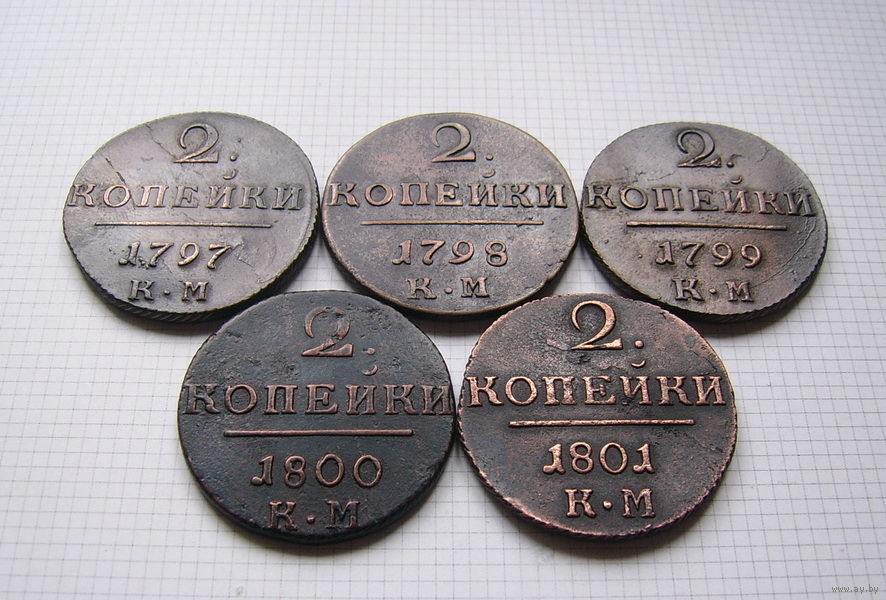 2.
КОПЕЙКИ
1797
К·М
2.
КОПЕЙКИ
1798
К·М
2.
КОПЕЙКИ
1799
К·М
2.
КОПЕЙКИ
1800
К·М
2.
КОПЕЙКИ
1801
К·М
www.ay.by